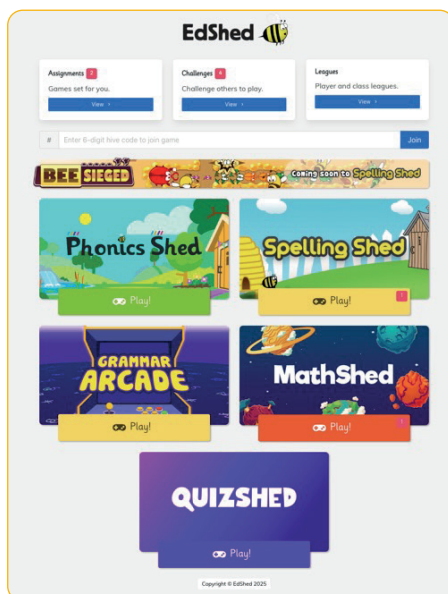 EdShed
Assignments 2
Games set for you.
View >
Challenges 6
Challenge others to play.
View >
Leagues
Player and class leagues.
View >
# Enter 6-digit hive code to join game Join
BEE SIEGED coming soon to Spelling Shed
Phonics Shed
Play!
Spelling Shed
Play! 1
GRAMMAR
ARCADE
Play!
MathShed
Play! 1
QUIZSHED
Play!
Copyright © EdShed 2025